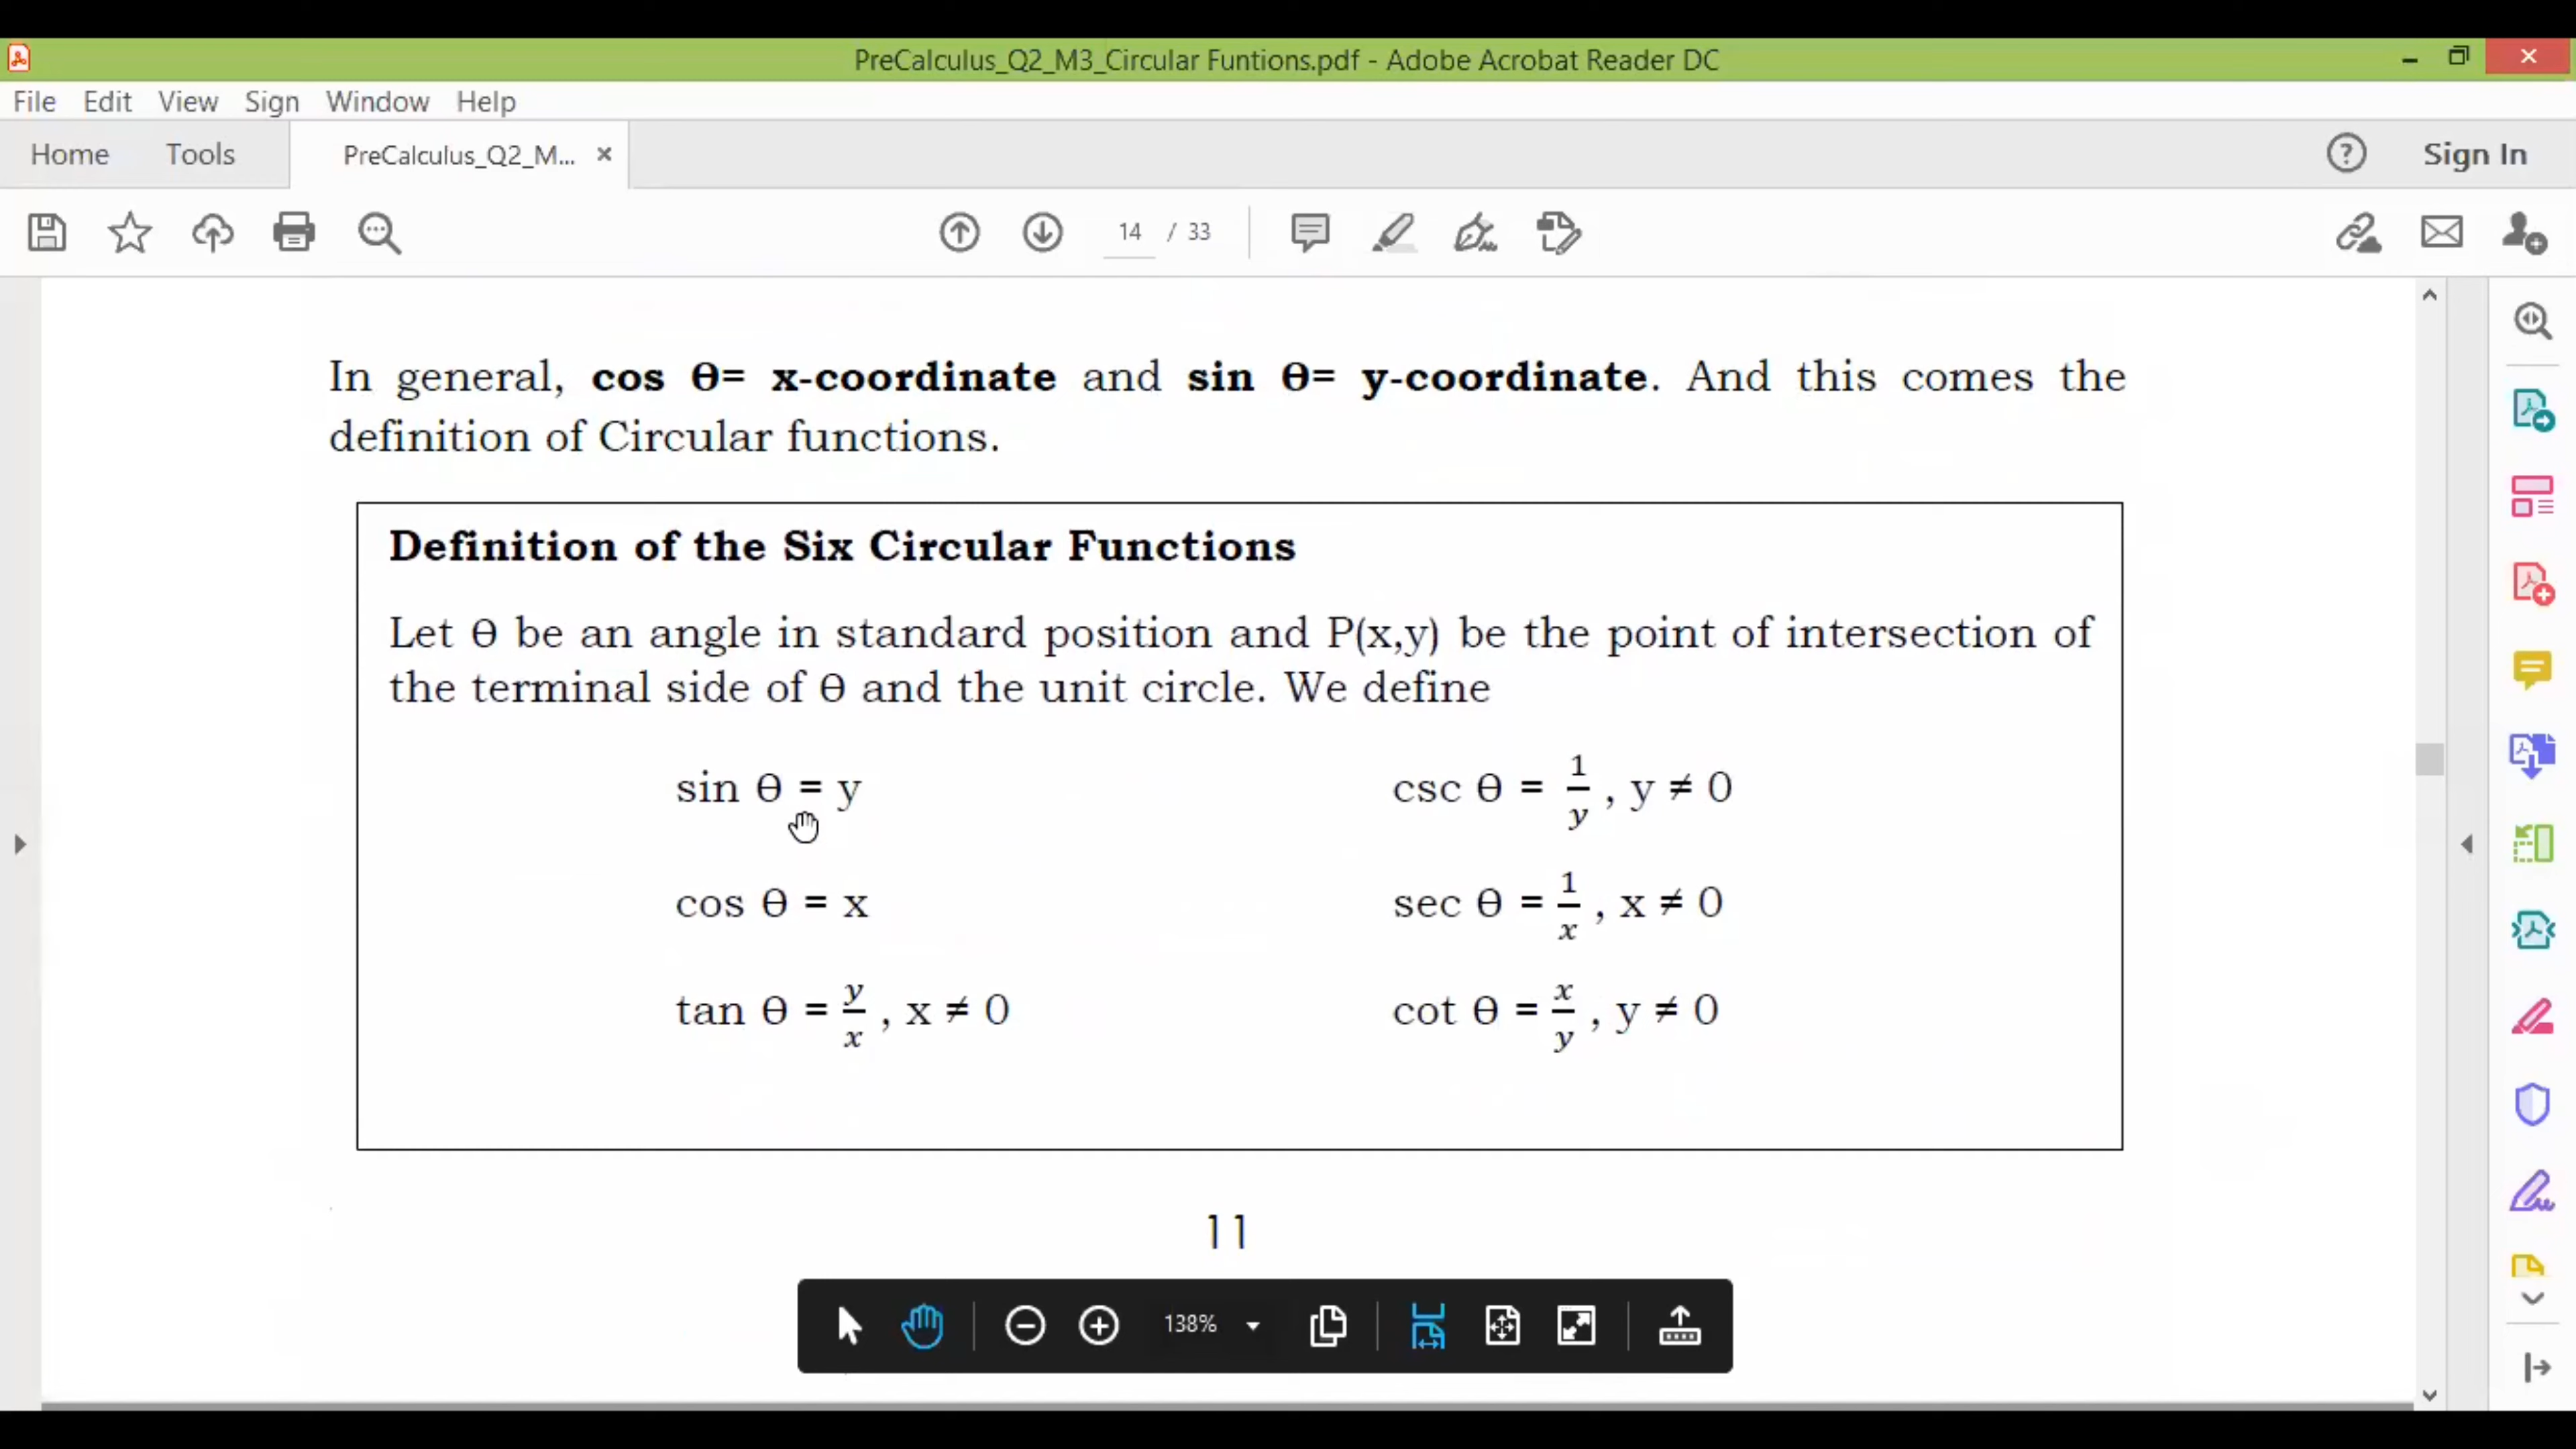 PreCalculus_Q2_M3_Circular Funtions.pdf - Adobe Acrobat Reader DC
File Edit View Sign Window Help
Home Tools PreCalculus_Q2_M... Sign In
14 / 33
In general, cos Ө= x-coordinate and sin Ө= y-coordinate. And this comes the
definition of Circular functions.
Definition of the Six Circular Functions
Let Ө be an angle in standard position and P(x,y) be the point of intersection of
the terminal side of Ө and the unit circle. We define
sin Ө = y csc Ө = 1/y , y ≠ 0
cos Ө = x sec Ө = 1/x , x ≠ 0
tan Ө = y/x , x ≠ 0 cot Ө = x/y , y ≠ 0
11
138%